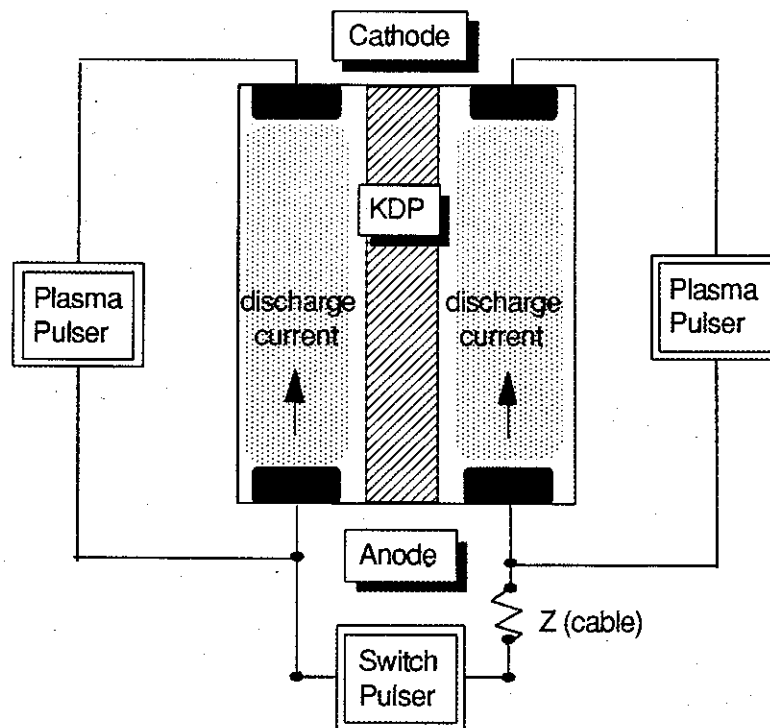 Cathode
KDP
Plasma
Pulser
discharge
current
discharge
current
Plasma
Pulser
Anode
Z (cable)
Switch
Pulser